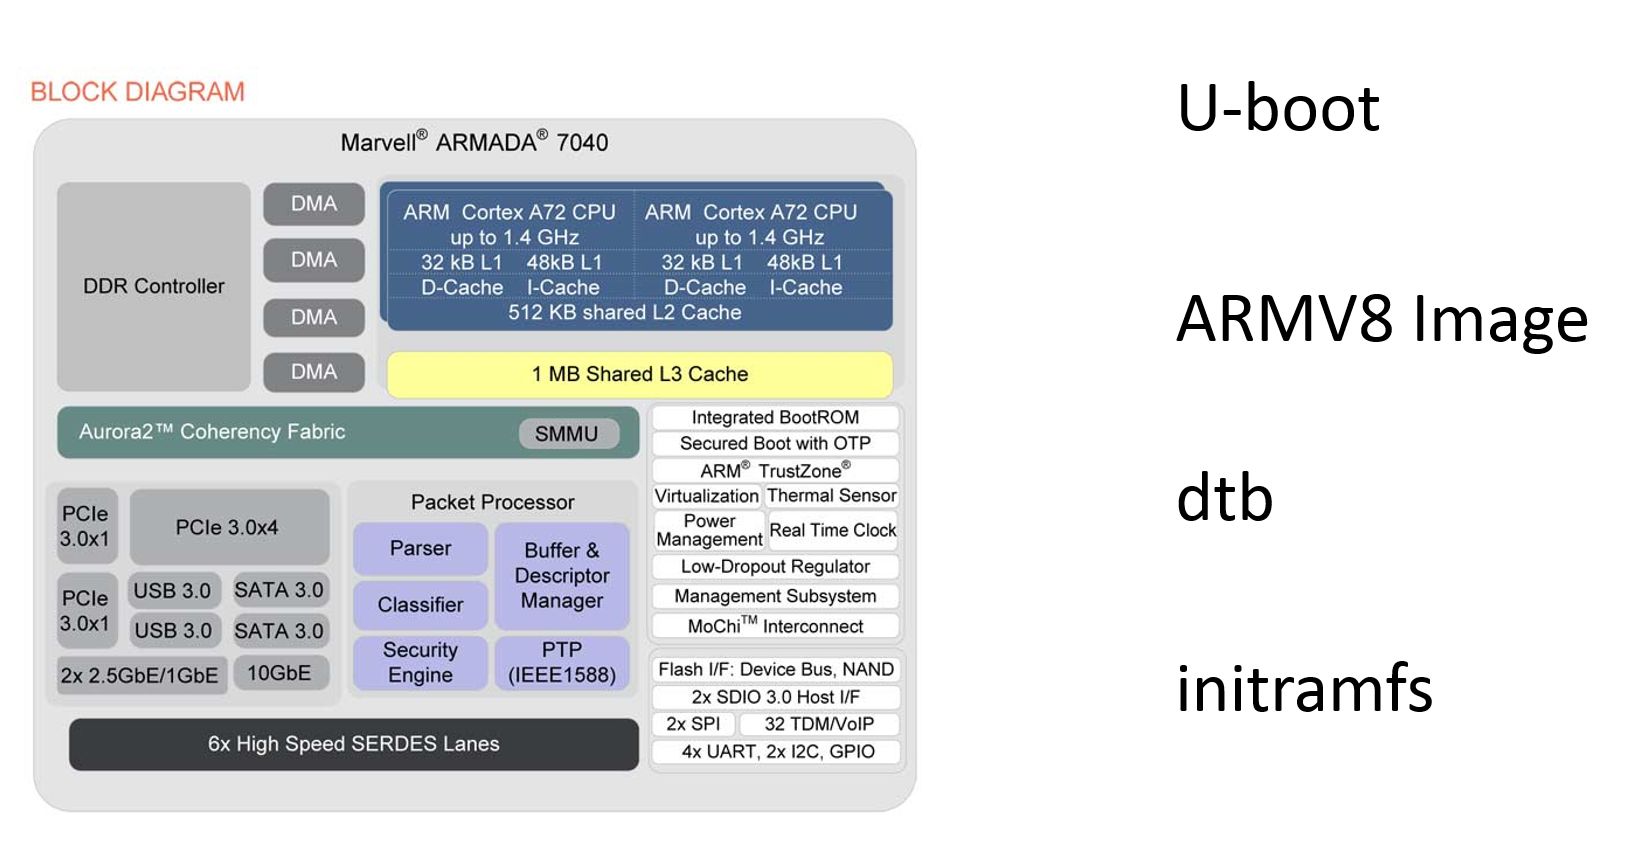 BLOCK DIAGRAM
Marvell® ARMADA® 7040
DDR Controller
DMA
DMA
DMA
DMA
ARM Cortex A72 CPU
up to 1.4 GHz
32 kB L1 48kB L1
D-Cache I-Cache
ARM Cortex A72 CPU
up to 1.4 GHz
32 kB L1 48kB L1
D-Cache I-Cache
512 KB shared L2 Cache
1 MB Shared L3 Cache
Aurora2™ Coherency Fabric
SMMU
PCIe
3.0x1
PCIe 3.0x4
PCIe
3.0x1
USB 3.0
SATA 3.0
USB 3.0
SATA 3.0
2x 2.5GbE/1GbE
10GbE
Packet Processor
Parser
Classifier
Security
Engine
Buffer &
Descriptor
Manager
PTP
(IEEE1588)
6x High Speed SERDES Lanes
Integrated BootROM
Secured Boot with OTP
ARM® TrustZone®
Virtualization
Thermal Sensor
Power
Management
Real Time Clock
Low-Dropout Regulator
Management Subsystem
MoChi™ Interconnect
Flash I/F: Device Bus, NAND
2x SDIO 3.0 Host I/F
2x SPI
32 TDM/VoIP
4x UART, 2x I2C, GPIO
U-boot
ARMV8 Image
dtb
initramfs